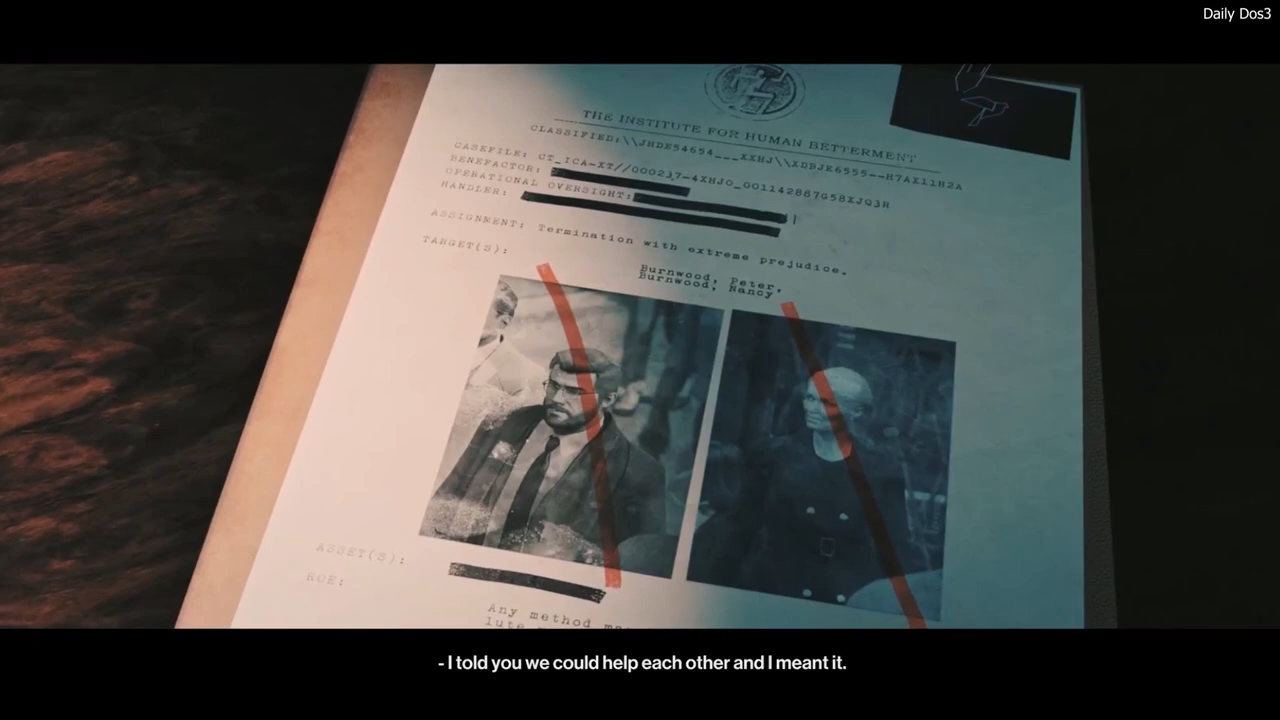 Daily Dos3
THE INSTITUTE FOR HUMAN BETTERMENT
CLASSIFIED:\\JHDE54654___XXHJ\\XDBJK6555--H7AX11H2A
CASEFILE: CT_ICA-XT//000237-4XHJO_001142887G58XJQ3R
BENEFACTOR:
OPERATIONAL OVERSIGHT:
HANDLER:
ASSIGNMENT: Termination with extreme prejudice.
TARGET(S):
Burnwood, Peter.
Burnwood, Nancy
ASSET(S):
ROE:
Any method
- I told you we could help each other and I meant it.